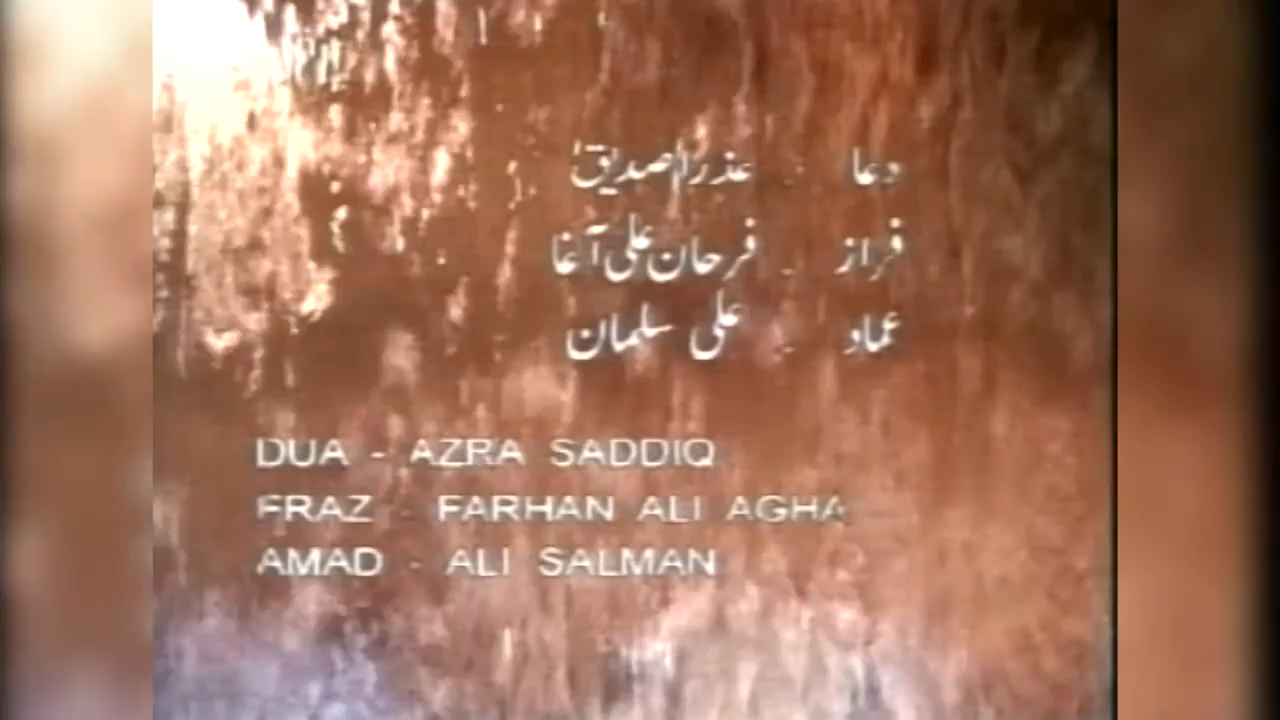 دعا - عذرا صدیق
فراز - فرحان علی آغا
عماد - علی سلمان
DUA - AZRA SADDIQ
FRAZ - FARHAN ALI AGHA
AMAD - ALI SALMAN